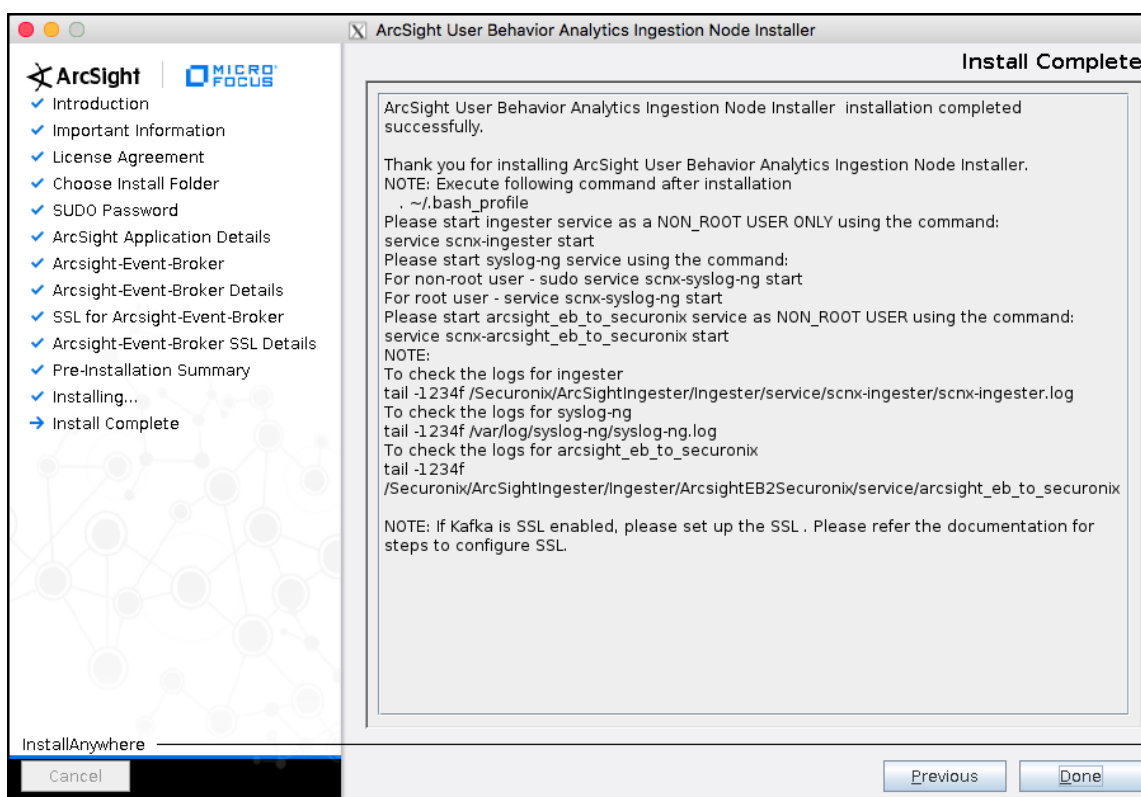 ArcSight User Behavior Analytics Ingestion Node Installer
ArcSight
MICRO FOCUS
Introduction
Important Information
License Agreement
Choose Install Folder
SUDO Password
ArcSight Application Details
Arcsight-Event-Broker
Arcsight-Event-Broker Details
SSL for Arcsight-Event-Broker
Arcsight-Event-Broker SSL Details
Pre-Installation Summary
Installing...
Install Complete
Install Complete
ArcSight User Behavior Analytics Ingestion Node Installer  installation completed
successfully.
Thank you for installing ArcSight User Behavior Analytics Ingestion Node Installer.
NOTE: Execute following command after installation
. ~/.bash_profile
Please start ingester service as a NON_ROOT USER ONLY using the command:
service scnx-ingester start
Please start syslog-ng service using the command:
For non-root user - sudo service scnx-syslog-ng start
For root user - service scnx-syslog-ng start
Please start arcsight_eb_to_securonix service as NON_ROOT USER using the command:
service scnx-arcsight_eb_to_securonix start
NOTE:
To check the logs for ingester
tail -1234f /Securonix/ArcSightIngester/Ingester/service/scnx-ingester/scnx-ingester.log
To check the logs for syslog-ng
tail -1234f /var/log/syslog-ng/syslog-ng.log
To check the logs for arcsight_eb_to_securonix
tail -1234f
/Securonix/ArcSightIngester/Ingester/ArcsightEB2Securonix/service/arcsight_eb_to_securonix
NOTE: If Kafka is SSL enabled, please set up the SSL . Please refer the documentation for
steps to configure SSL.
InstallAnywhere
Cancel
Previous
Done